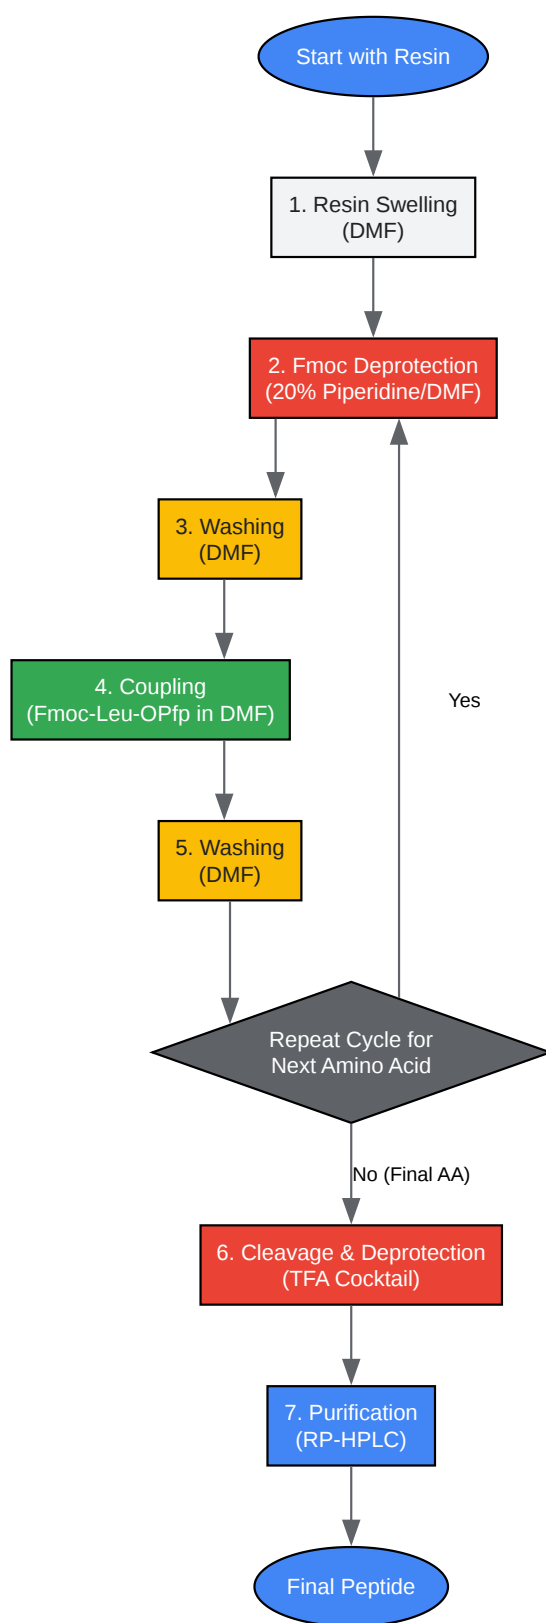 Start with Resin
1. Resin Swelling
(DMF)
2. Fmoc Deprotection
(20% Piperidine/DMF)
3. Washing
(DMF)
4. Coupling
(Fmoc-Leu-OPfp in DMF)
Yes
5. Washing
(DMF)
Repeat Cycle for
Next Amino Acid
No (Final AA)
6. Cleavage & Deprotection
(TFA Cocktail)
7. Purification
(RP-HPLC)
Final Peptide